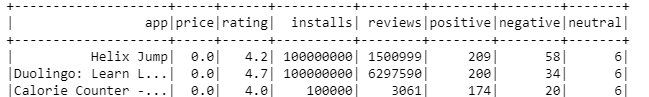 +--------------------+-----+------+---------+-------+--------+--------+-------+
| app|price|rating| installs| reviews|positive|negative|neutral|
+--------------------+-----+------+---------+-------+--------+--------+-------+
| Helix Jump| 0.0| 4.2|100000000|1500999| 209| 58| 6|
|Duolingo: Learn L...| 0.0| 4.7|100000000|6297590| 200| 34| 6|
|Calorie Counter -...| 0.0| 4.0| 100000| 3061| 174| 20| 6|